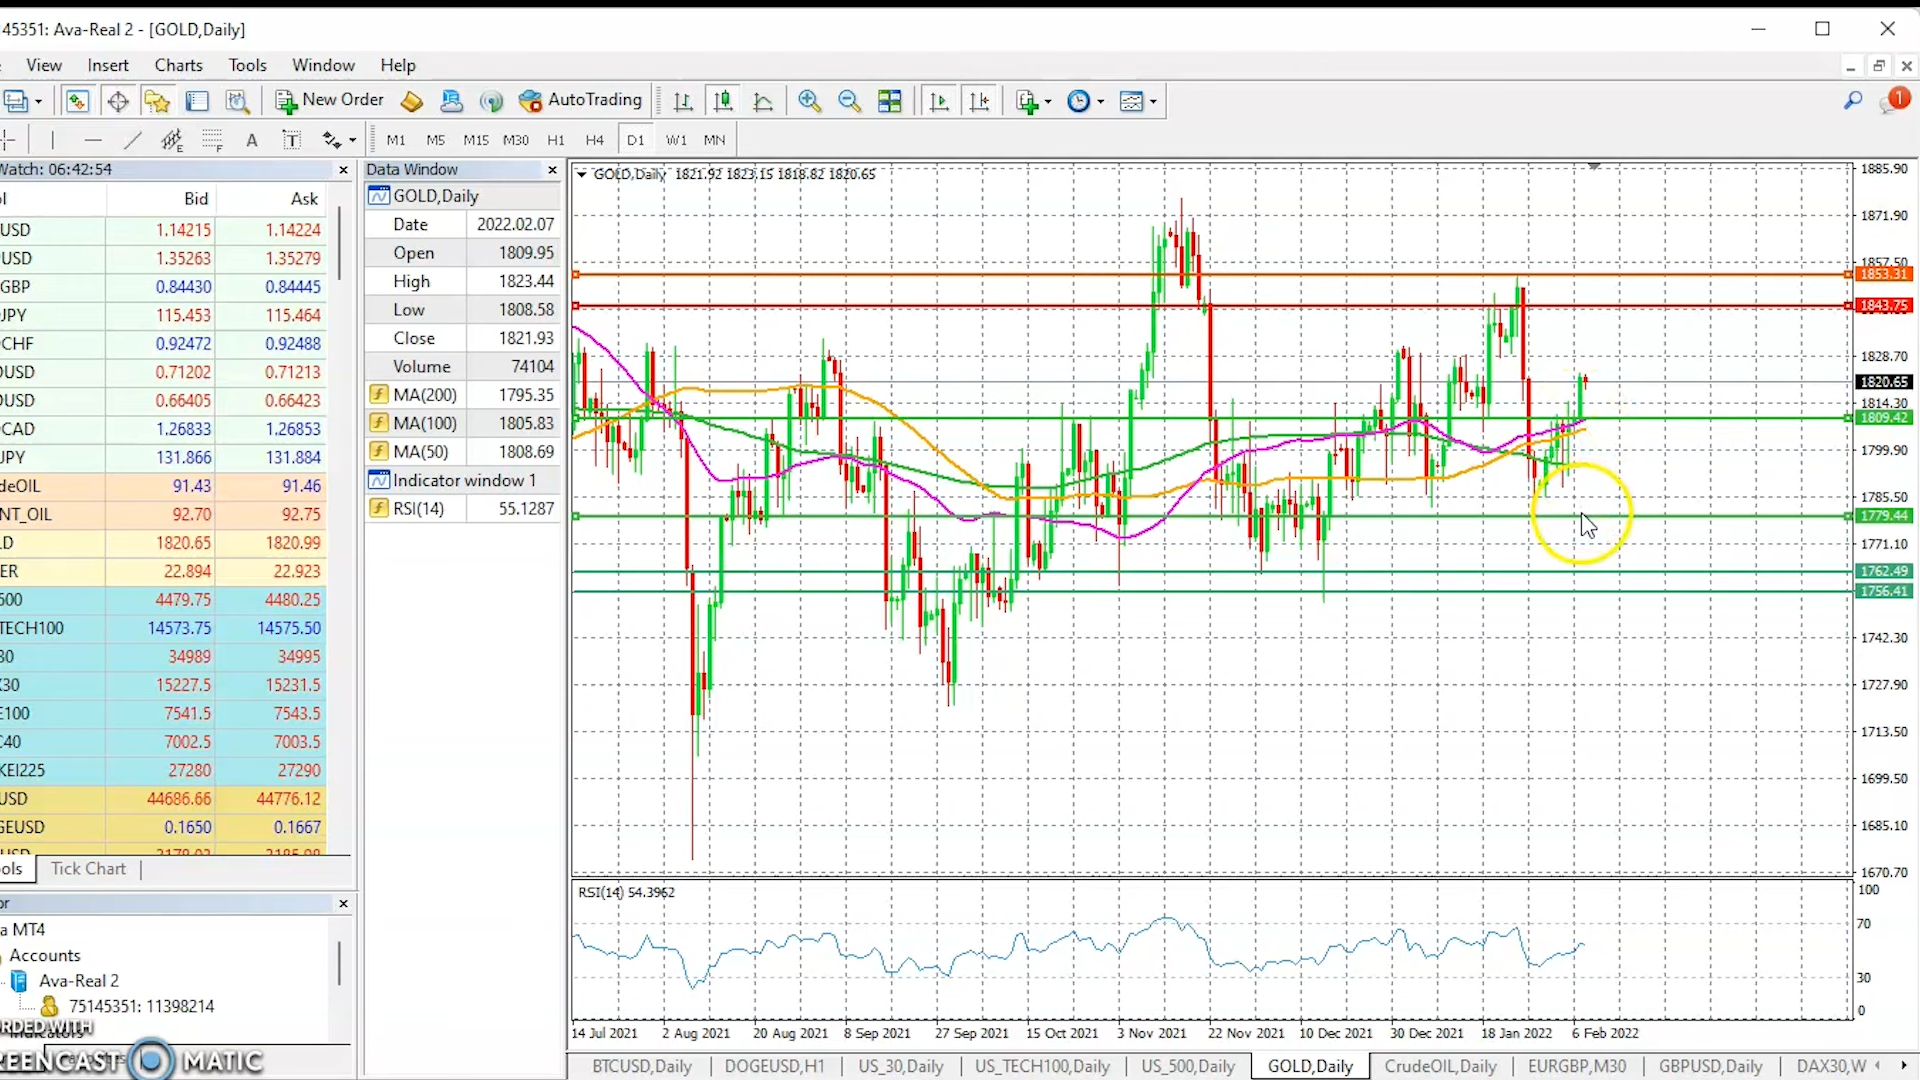 45351: Ava-Real 2 - [GOLD,Daily]
View Insert Charts Tools Window Help
New Order AutoTrading 1
A T M1 M5 M15 M30 H1 H4 D1 W1 MN
Watch: 06:42:54
Bid Ask
USD 1.14215 1.14224
USD 1.35263 1.35279
GBP 0.84430 0.84445
JPY 115.453 115.464
CHF 0.92472 0.92488
USD 0.71202 0.71213
USD 0.66405 0.66423
CAD 1.26833 1.26853
JPY 131.866 131.884
deOIL 91.43 91.46
NT_OIL 92.70 92.75
LD 1820.65 1820.99
ER 22.894 22.923
500 4479.75 4480.25
TECH100 14573.75 14575.50
30 34989 34995
X30 15227.5 15231.5
E100 7541.5 7543.5
C40 7002.5 7003.5
KEI225 27280 27290
USD 44686.66 44776.12
GEUSD 0.1650 0.1667
ols Tick Chart
or
a MT4
Accounts
Ava-Real 2
75145351: 11398214
RDED WITH
REENCAST MATIC
Data Window
GOLD,Daily
Date 2022.02.07
Open 1809.95
High 1823.44
Low 1808.58
Close 1821.93
Volume 74104
MA(200) 1795.35
MA(100) 1805.83
MA(50) 1808.69
Indicator window 1
RSI(14) 55.1287
GOLD,Daily 1821.92 1823.15 1818.82 1820.65
1885.90
1871.90
1857.50
1853.31
1843.75
1828.70
1820.65
1814.30
1809.42
1799.90
1785.50
1779.44
1771.10
1762.49
1756.41
1742.30
1727.90
1713.50
1699.50
1685.10
1670.70
RSI(14) 54.3962
100
70
30
0
14 Jul 2021 2 Aug 2021 20 Aug 2021 8 Sep 2021 27 Sep 2021 15 Oct 2021 3 Nov 2021 22 Nov 2021 10 Dec 2021 30 Dec 2021 18 Jan 2022 6 Feb 2022
BTCUSD,Daily DOGEUSD,H1 US_30,Daily US_TECH100,Daily US_500,Daily GOLD,Daily CrudeOIL,Daily EURGBP,M30 GBPUSD,Daily DAX30,W